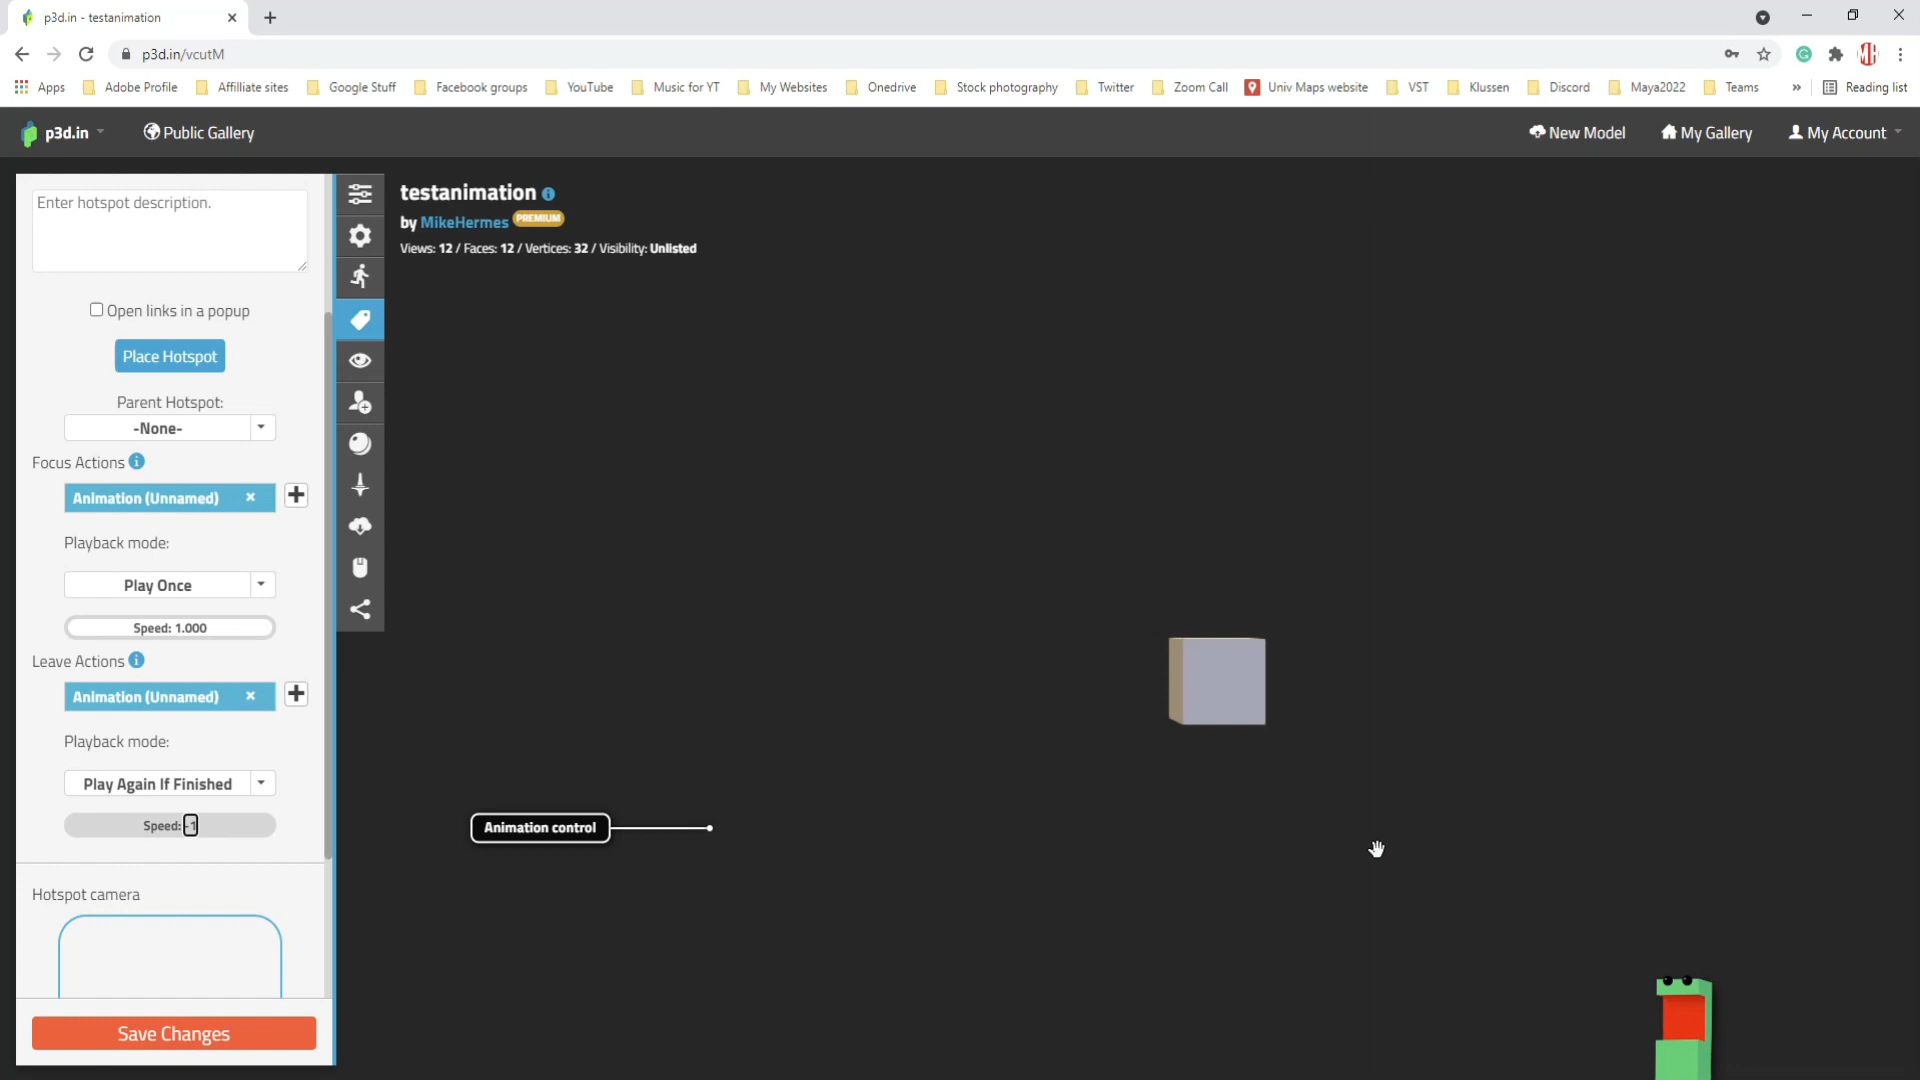 p3d.in - testanimation
p3d.in/vcutM
Apps Adobe Profile Affilliate sites Google Stuff Facebook groups YouTube Music for YT My Websites Onedrive Stock photography Twitter Zoom Call Univ Maps website VST Klussen Discord Maya2022 Teams » Reading list
p3d.in Public Gallery New Model My Gallery My Account
Enter hotspot description.
Open links in a popup
Place Hotspot
Parent Hotspot:
-None-
Focus Actions
Animation (Unnamed)
Playback mode:
Play Once
Speed: 1.000
Leave Actions
Animation (Unnamed)
Playback mode:
Play Again If Finished
Speed: -1
Hotspot camera
Save Changes
testanimation
by MikeHermes PREMIUM
Views: 12 / Faces: 12 / Vertices: 32 / Visibility: Unlisted
Animation control